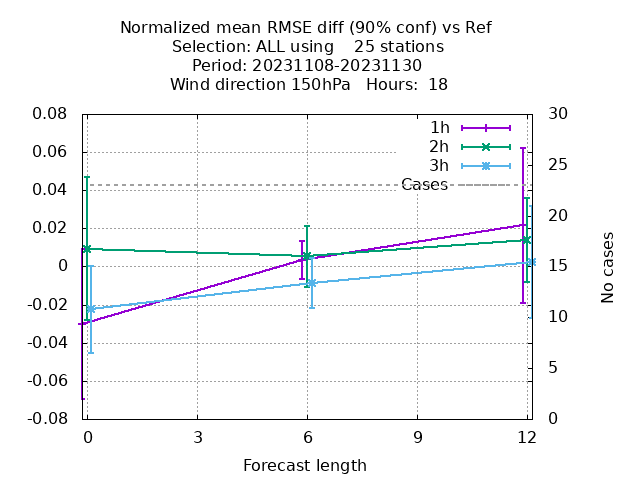 Normalized mean RMSE diff (90% conf) vs Ref
Selection: ALL using    25 stations
Period: 20231108-20231130
Wind direction 150hPa   Hours:  18
0.08
0.06
0.04
0.02
0
-0.02
-0.04
-0.06
-0.08
30
25
20
15
10
5
0
1h
2h
3h
Cases
No cases
0
3
6
9
12
Forecast length